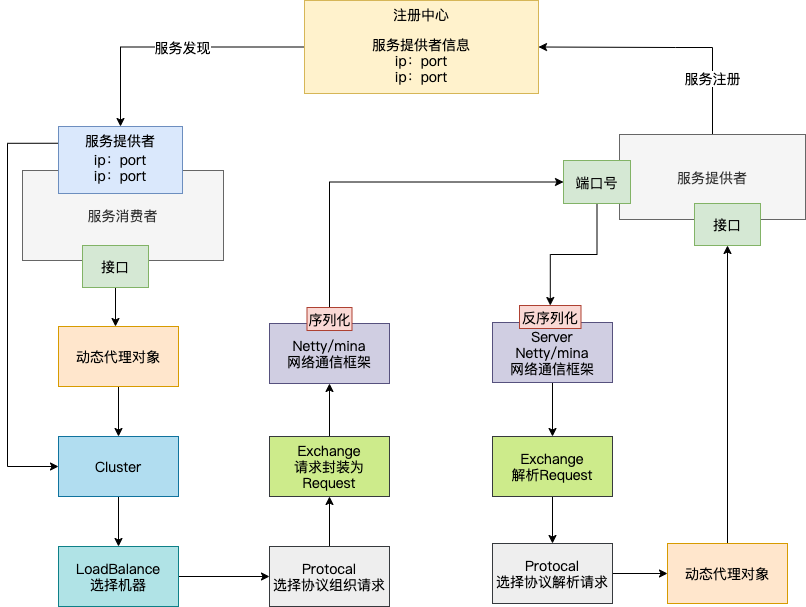 注册中心
服务提供者信息
ip：port
ip：port
服务发现
服务注册
服务提供者
ip：port
ip：port
服务消费者
接口
端口号
服务提供者
接口
动态代理对象
序列化
Netty/mina
网络通信框架
反序列化
Server
Netty/mina
网络通信框架
Cluster
Exchange
请求封装为
Request
Exchange
解析Request
LoadBalance
选择机器
Protocal
选择协议组织请求
Protocal
选择协议解析请求
动态代理对象